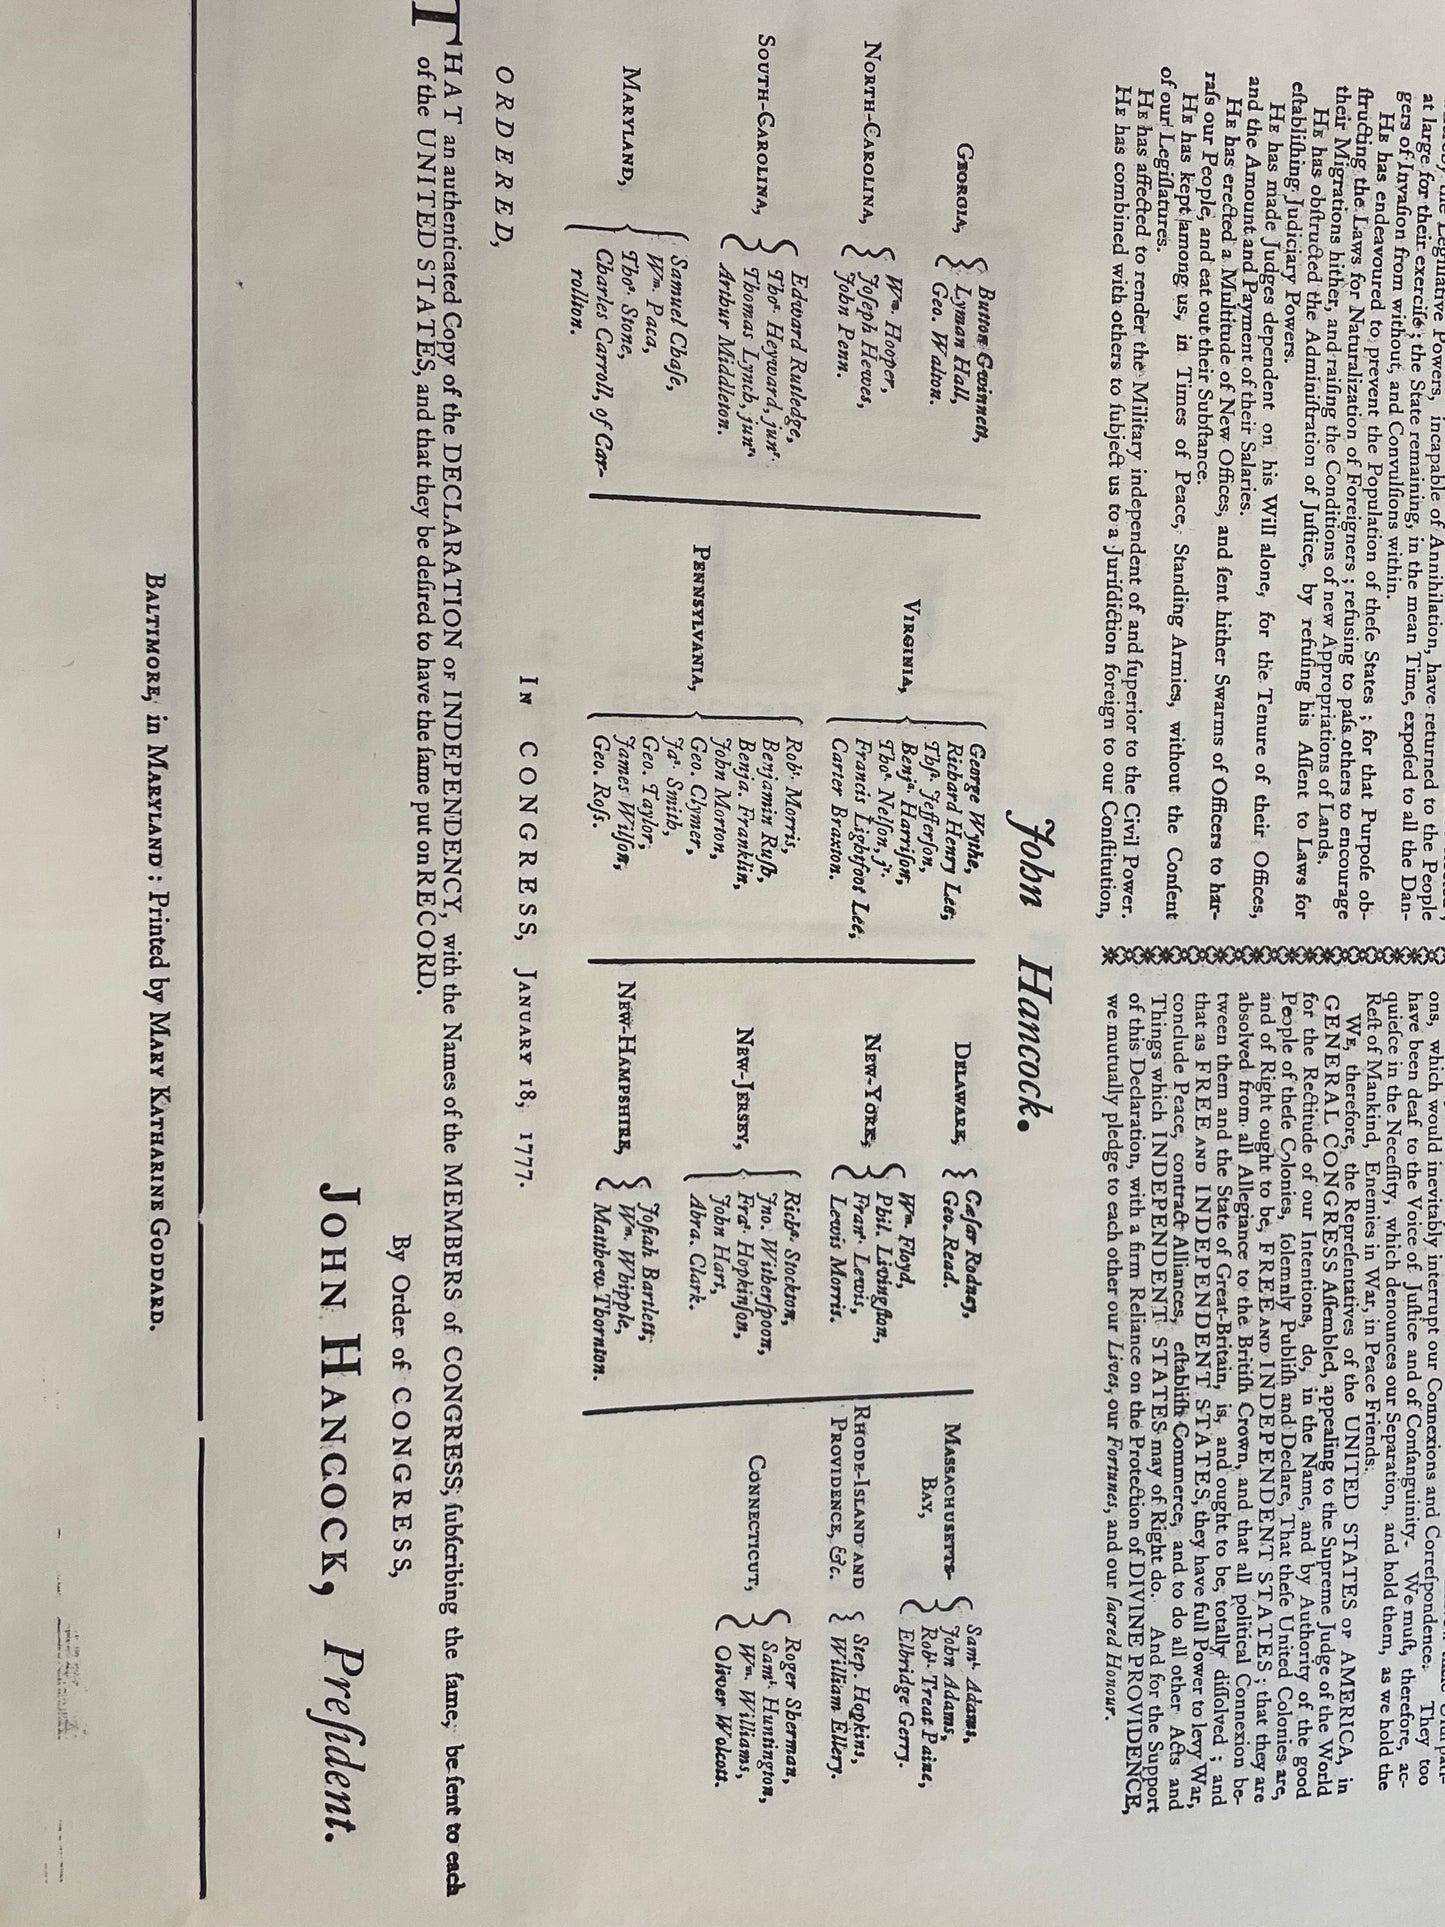 Legiſlative Powers, incapable of Annihilation, have returned to the People
at large for their exerciſe; the State remaining, in the mean Time, expoſed to all the Dan-
gers of Invaſion from without, and Convulſions within.
HE has endeavoured to prevent the Population of theſe States; for that Purpoſe ob-
ſtructing the Laws for Naturalization of Foreigners; refuſing to paſs others to encourage
their Migrations hither, and raiſing the Conditions of new Appropriations of Lands.
HE has obſtructed the Adminiſtration of Juſtice, by refuſing his Aſſent to Laws for
eſtabliſhing Judiciary Powers.
HE has made Judges dependent on his Will alone, for the Tenure of their Offices,
and the Amount and Payment of their Salaries.
HE has erected a Multitude of New Offices, and ſent hither Swarms of Officers to har-
raſs our People, and eat out their Subſtance.
HE has kept among us, in Times of Peace, Standing Armies, without the Conſent
of our Legiſlatures.
HE has affected to render the Military independent of and ſuperior to the Civil Power.
HE has combined with others to ſubject us to a Juriſdiction foreign to our Conſtitution,
ons, which would inevitably interrupt our Connexions and Correſpondence. They too
have been deaf to the Voice of Juſtice and of Conſanguinity. We muſt, therefore, ac-
quieſce in the Neceſſity, which denounces our Separation, and hold them, as we hold the
Reſt of Mankind, Enemies in War, in Peace Friends.
WE, therefore, the Repreſentatives of the UNITED STATES OF AMERICA, in
GENERAL CONGRESS Aſſembled, appealing to the Supreme Judge of the World
for the Rectitude of our Intentions, do, in the Name, and by Authority of the good
People of theſe Colonies, ſolemnly Publiſh and Declare, That theſe United Colonies are,
and of Right ought to be, FREE AND INDEPENDENT STATES; that they are
abſolved from all Allegiance to the Britiſh Crown, and that all political Connexion be-
tween them and the State of Great-Britain, is, and ought to be, totally diſſolved; and
that as FREE AND INDEPENDENT STATES, they have full Power to levy War,
conclude Peace, contract Alliances, eſtabliſh Commerce, and to do all other Acts and
Things which INDEPENDENT STATES may of Right do. And for the Support
of this Declaration, with a firm Reliance on the Protection of DIVINE PROVIDENCE,
we mutually pledge to each other our Lives, our Fortunes, and our ſacred Honour.
John Hancock.
GEORGIA,
Button Gwinnett,
Lyman Hall,
Geo. Walton.
NORTH-CAROLINA,
Wm. Hooper,
Joſeph Hewes,
John Penn.
SOUTH-CAROLINA,
Edward Rutledge,
Thos. Heyward, junr.
Thomas Lynch, junr.
Arthur Middleton.
MARYLAND,
Samuel Chaſe,
Wm. Paca,
Thos. Stone,
Charles Carroll, of Car-
rollton.
VIRGINIA,
George Wythe,
Richard Henry Lee,
Ths. Jefferſon,
Benja. Harriſon,
Thos. Nelſon, jr.
Francis Lightfoot Lee,
Carter Braxton.
PENNSYLVANIA,
Robt. Morris,
Benjamin Ruſh,
Benja. Franklin,
John Morton,
Geo. Clymer,
Jas. Smith,
Geo. Taylor,
James Wilſon,
Geo. Roſs.
DELAWARE,
Cæſar Rodney,
Geo. Read.
NEW-YORK,
Wm. Floyd,
Phil. Livingſton,
Frans. Lewis,
Lewis Morris.
NEW-JERSEY,
Richd. Stockton,
Jno. Witherſpoon,
Fras. Hopkinſon,
John Hart,
Abra. Clark.
NEW-HAMPSHIRE,
Joſiah Bartlett,
Wm. Whipple,
Matthew Thornton.
MASSACHUSETTS-
BAY,
Saml. Adams,
John Adams,
Robt. Treat Paine,
Elbridge Gerry.
RHODE-ISLAND AND
PROVIDENCE, &c.
Step. Hopkins,
William Ellery.
CONNECTICUT,
Roger Sherman,
Saml. Huntington,
Wm. Williams,
Oliver Wolcott.
IN CONGRESS, JANUARY 18, 1777.
ORDERED,
THAT an authenticated Copy of the DECLARATION OF INDEPENDENCY, with the Names of the MEMBERS of CONGRESS, ſubſcribing the ſame, be ſent to each
of the UNITED STATES, and that they be deſired to have the ſame put on RECORD.
By Order of CONGRESS,
JOHN HANCOCK, Preſident.
BALTIMORE, in MARYLAND: Printed by MARY KATHARINE GODDARD.